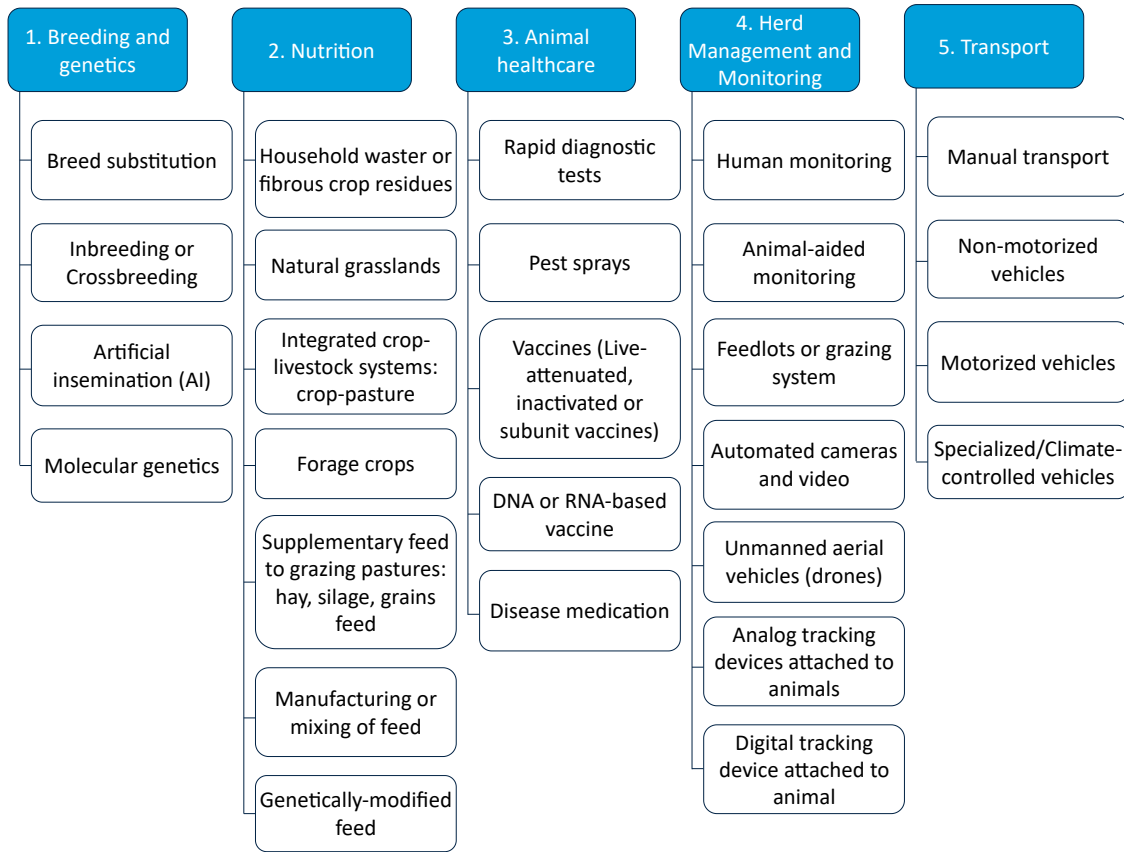 1. Breeding and
genetics
Breed substitution
Inbreeding or
Crossbreeding
Artificial
insemination (AI)
Molecular genetics
2. Nutrition
Household waster or
fibrous crop residues
Natural grasslands
Integrated crop-
livestock systems:
crop-pasture
Forage crops
Supplementary feed
to grazing pastures:
hay, silage, grains
feed
Manufacturing or
mixing of feed
Genetically-modified
feed
3. Animal
healthcare
Rapid diagnostic
tests
Pest sprays
Vaccines (Live-
attenuated,
inactivated or
subunit vaccines)
DNA or RNA-based
vaccine
Disease medication
4. Herd
Management and
Monitoring
Human monitoring
Animal-aided
monitoring
Feedlots or grazing
system
Automated cameras
and video
Unmanned aerial
vehicles (drones)
Analog tracking
devices attached to
animals
Digital tracking
device attached to
animal
5. Transport
Manual transport
Non-motorized
vehicles
Motorized vehicles
Specialized/Climate-
controlled vehicles